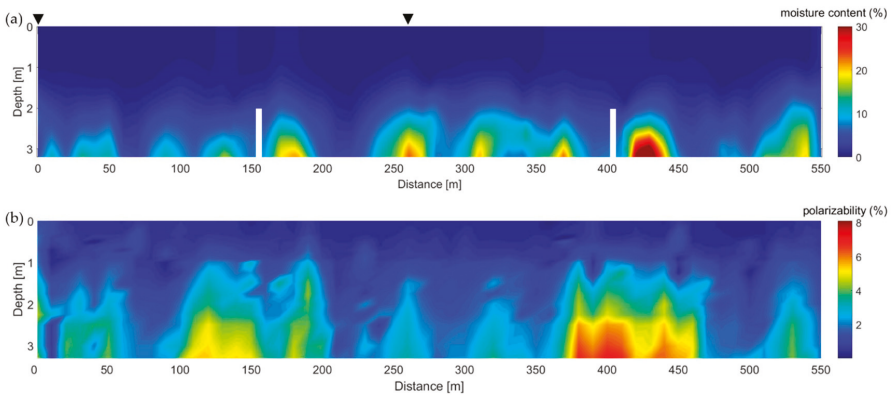 (a)
moisture content (%)
0
1
2
3
Depth [m]
0 50 100 150 200 250 300 350 400 450 500 550
Distance [m]
30
20
10
0
(b)
polarizability (%)
0
1
2
3
Depth [m]
0 50 100 150 200 250 300 350 400 450 500 550
Distance [m]
8
6
4
2